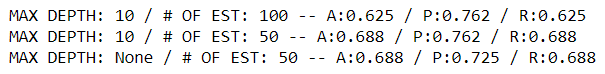 MAX DEPTH: 10 / # OF EST: 100 -- A:0.625 / P:0.762 / R:0.625
MAX DEPTH: 10 / # OF EST: 50 -- A:0.688 / P:0.762 / R:0.688
MAX DEPTH: None / # OF EST: 50 -- A:0.688 / P:0.725 / R:0.688